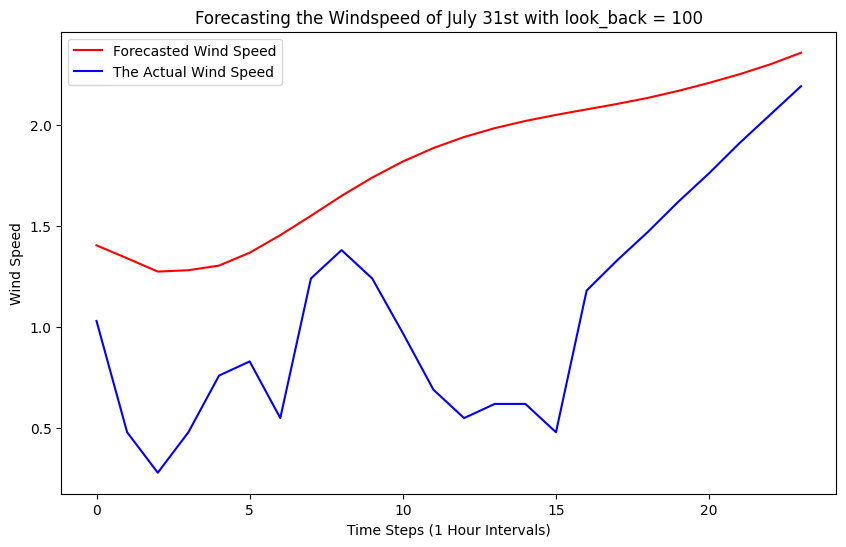 Forecasting the Windspeed of July 31st with look_back = 100
Forecasted Wind Speed
The Actual Wind Speed
Wind Speed
2.0
1.5
1.0
0.5
0 5 10 15 20
Time Steps (1 Hour Intervals)